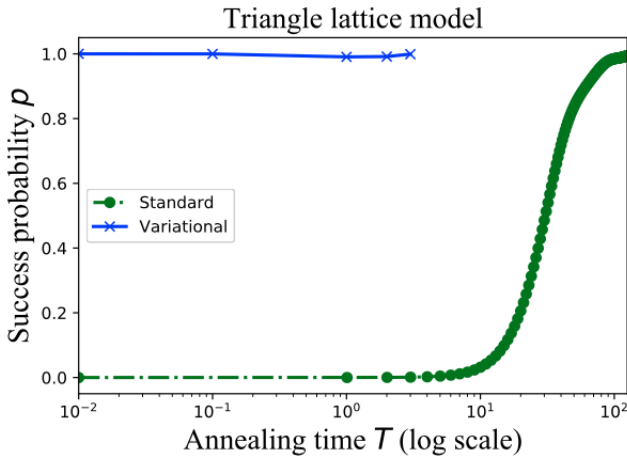 Triangle lattice model
Success probability p
1.0
0.8
0.6
0.4
0.2
0.0
Standard
Variational
10⁻² 10⁻¹ 10⁰ 10¹ 10²
Annealing time T (log scale)